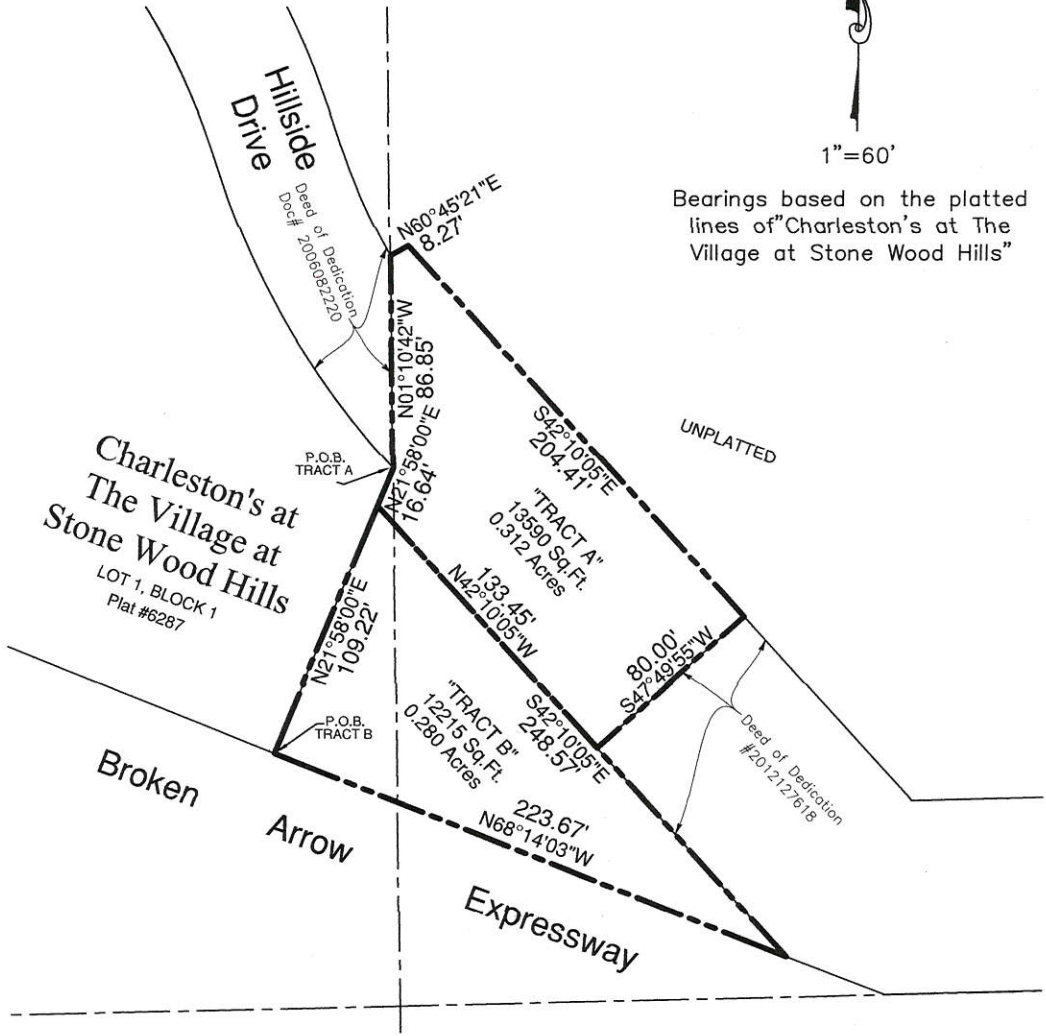 1"=60'
Bearings based on the platted
lines of"Charleston's at The
Village at Stone Wood Hills"
Hillside
Drive
Deed of Dedication
Doc# 2006082220
N60°45'21"E
8.27'
N01°10'42"W
86.85'
S42°10'05"E
204.41'
UNPLATTED
P.O.B.
TRACT A
N21°58'00"E
16.64'
Charleston's at
The Village at
Stone Wood Hills
LOT 1, BLOCK 1
Plat #6287
"TRACT A"
13590 Sq.Ft.
0.312 Acres
133.45'
N42°10'05"W
80.00'
S47°49'55"W
N21°58'00"E
109.22'
"TRACT B"
12215 Sq.Ft.
0.280 Acres
S42°10'05"E
248.57'
Deed of Dedication
#2012127618
P.O.B.
TRACT B
223.67'
N68°14'03"W
Broken
Arrow
Expressway